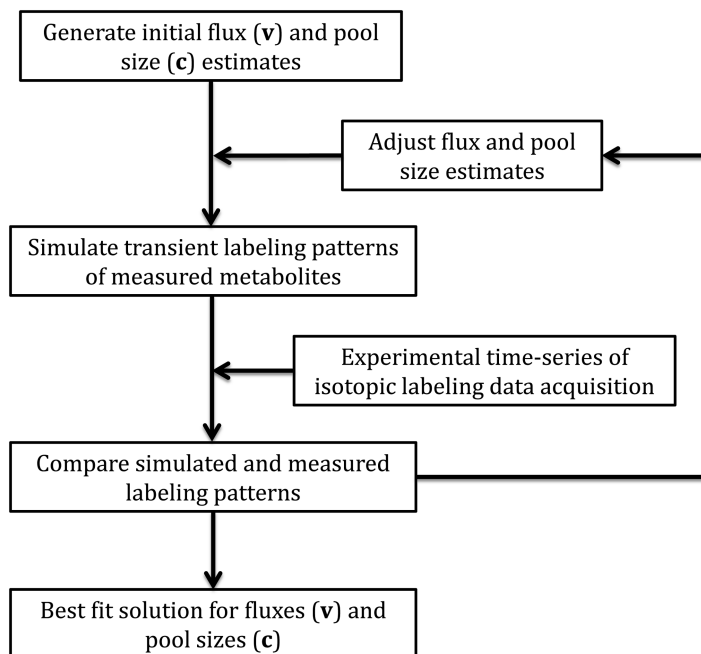 Generate initial flux (v) and pool
size (c) estimates
Adjust flux and pool
size estimates
Simulate transient labeling patterns
of measured metabolites
Experimental time-series of
isotopic labeling data acquisition
Compare simulated and measured
labeling patterns
Best fit solution for fluxes (v) and
pool sizes (c)